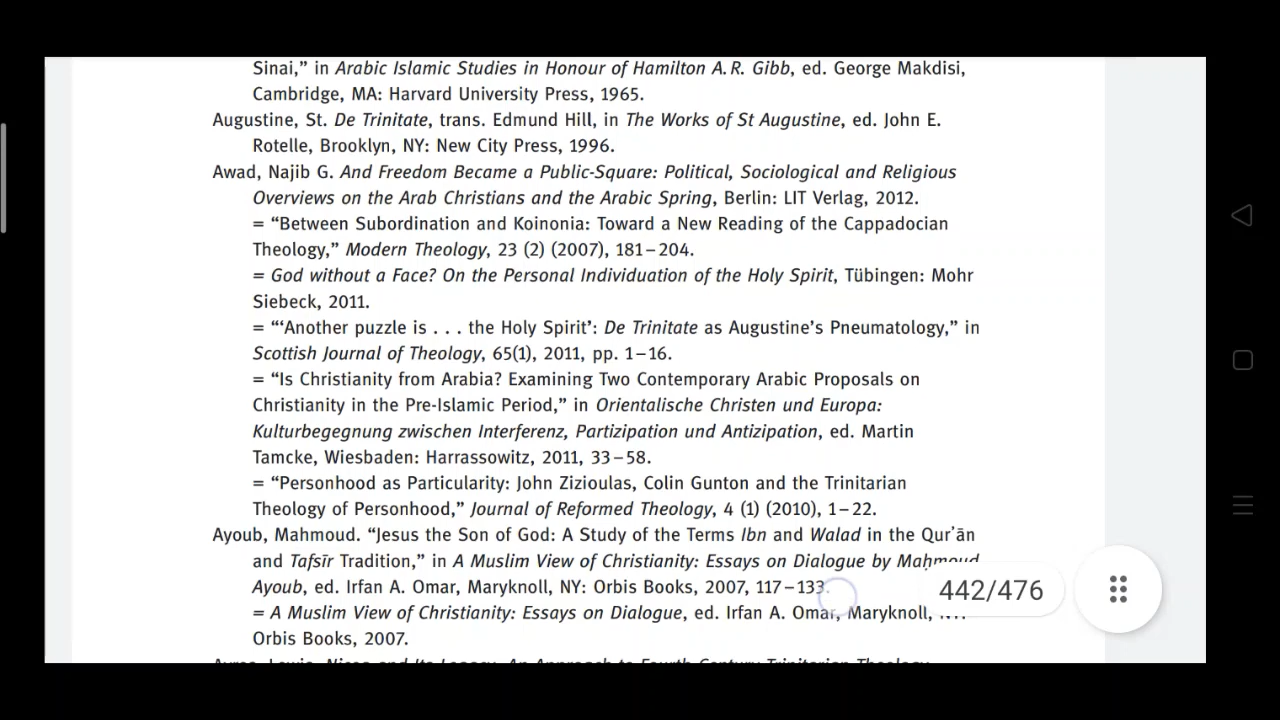 Sinai,” in Arabic Islamic Studies in Honour of Hamilton A. R. Gibb, ed. George Makdisi,
Cambridge, MA: Harvard University Press, 1965.
Augustine, St. De Trinitate, trans. Edmund Hill, in The Works of St Augustine, ed. John E.
Rotelle, Brooklyn, NY: New City Press, 1996.
Awad, Najib G. And Freedom Became a Public-Square: Political, Sociological and Religious
Overviews on the Arab Christians and the Arabic Spring, Berlin: LIT Verlag, 2012.
= “Between Subordination and Koinonia: Toward a New Reading of the Cappadocian
Theology,” Modern Theology, 23 (2) (2007), 181–204.
= God without a Face? On the Personal Individuation of the Holy Spirit, Tübingen: Mohr
Siebeck, 2011.
= “‘Another puzzle is . . . the Holy Spirit’: De Trinitate as Augustine’s Pneumatology,” in
Scottish Journal of Theology, 65(1), 2011, pp. 1–16.
= “Is Christianity from Arabia? Examining Two Contemporary Arabic Proposals on
Christianity in the Pre-Islamic Period,” in Orientalische Christen und Europa:
Kulturbegegnung zwischen Interferenz, Partizipation und Antizipation, ed. Martin
Tamcke, Wiesbaden: Harrassowitz, 2011, 33–58.
= “Personhood as Particularity: John Zizioulas, Colin Gunton and the Trinitarian
Theology of Personhood,” Journal of Reformed Theology, 4 (1) (2010), 1–22.
Ayoub, Mahmoud. “Jesus the Son of God: A Study of the Terms Ibn and Walad in the Qurʾān
and Tafsīr Tradition,” in A Muslim View of Christianity: Essays on Dialogue by Maḥmoud
Ayoub, ed. Irfan A. Omar, Maryknoll, NY: Orbis Books, 2007, 117–133.
= A Muslim View of Christianity: Essays on Dialogue, ed. Irfan A. Omar, Maryknoll,
Orbis Books, 2007.
442/476